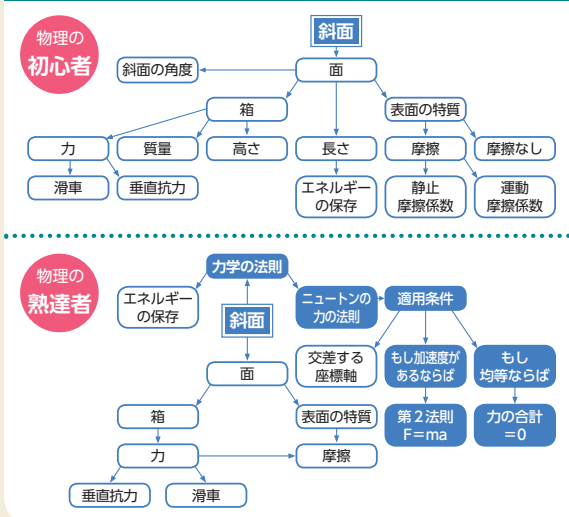 物理の
初心者
斜面
斜面の角度
面
箱
表面の特質
力
質量
高さ
長さ
摩擦
摩擦なし
滑車
垂直抗力
エネルギー
の保存
静止
摩擦係数
運動
摩擦係数
物理の
熟達者
力学の法則
エネルギー
の保存
斜面
ニュートンの
力の法則
適用条件
面
交差する
座標軸
もし加速度が
あるならば
もし
均等ならば
箱
表面の特質
第2法則
F=ma
力の合計
=0
力
摩擦
垂直抗力
滑車